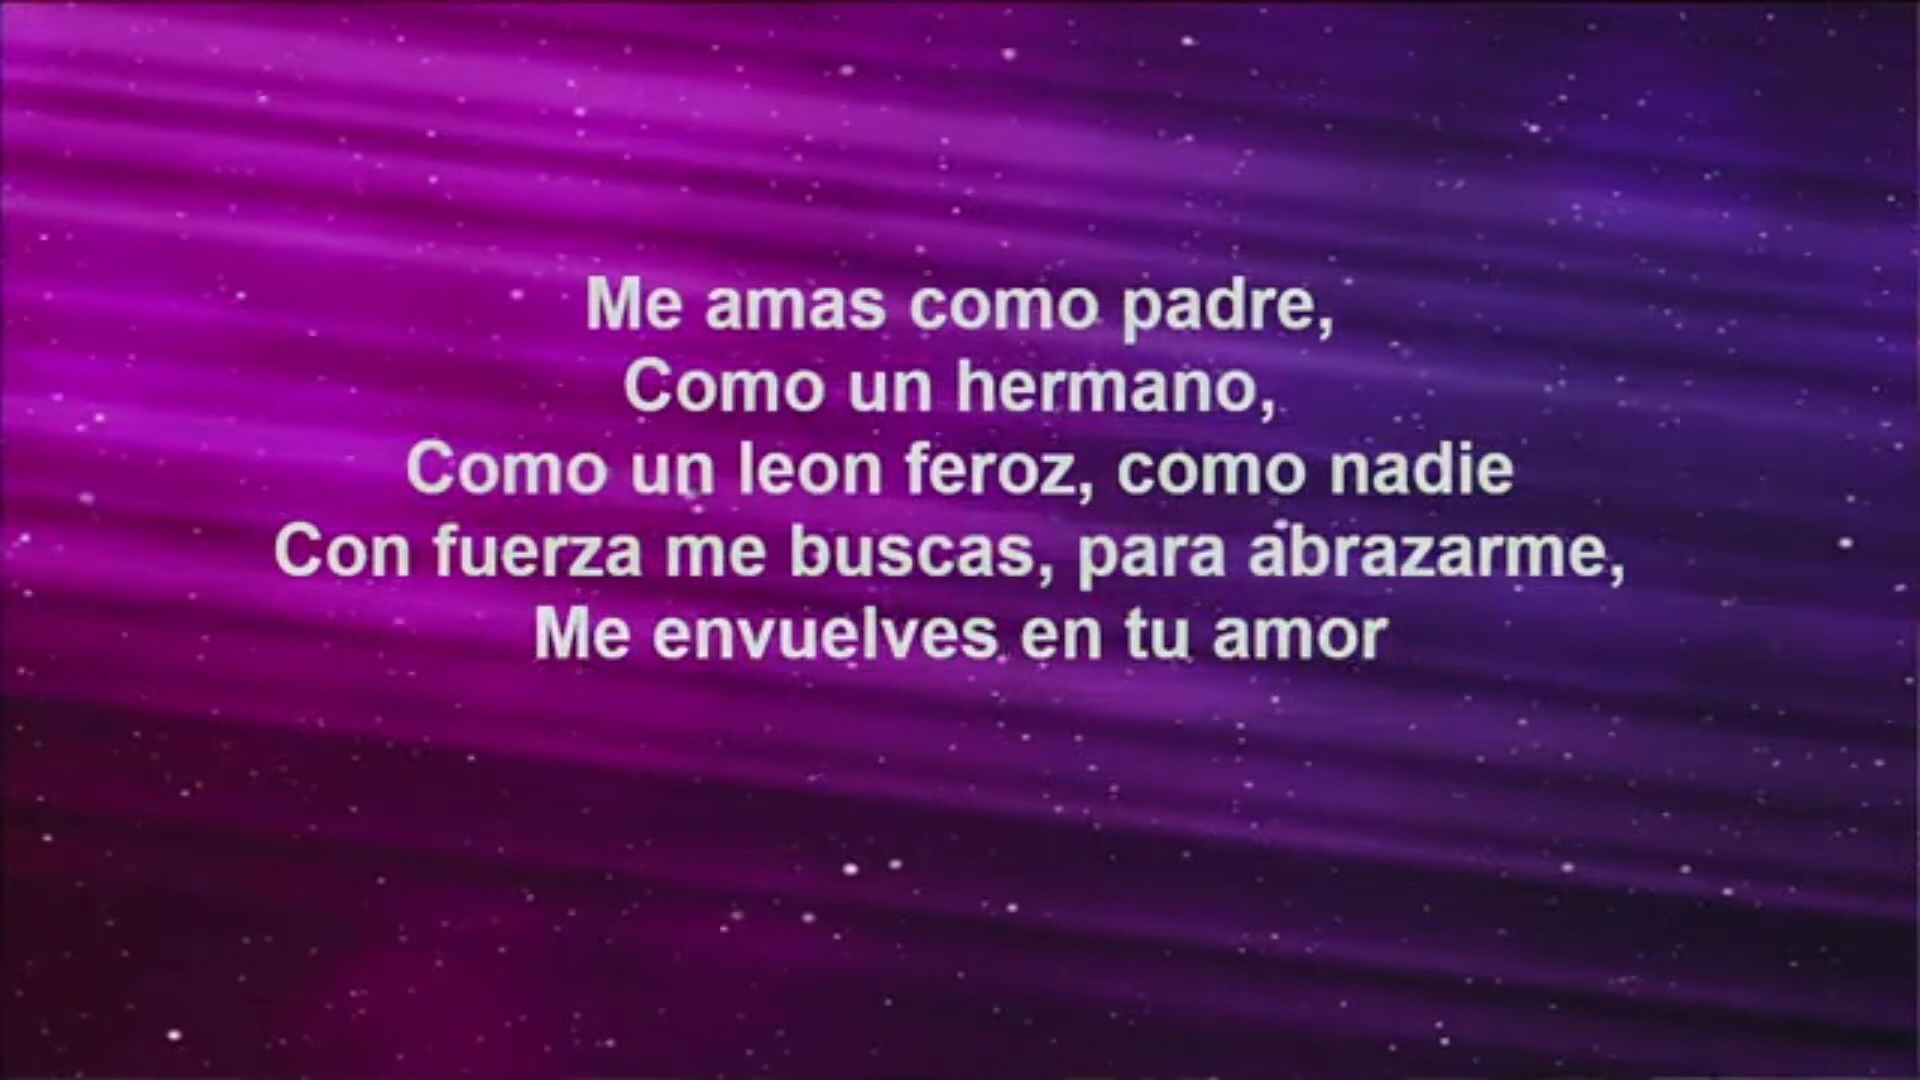 Me amas como padre,
Como un hermano,
Como un leon feroz, como nadie
Con fuerza me buscas, para abrazarme,
Me envuelves en tu amor